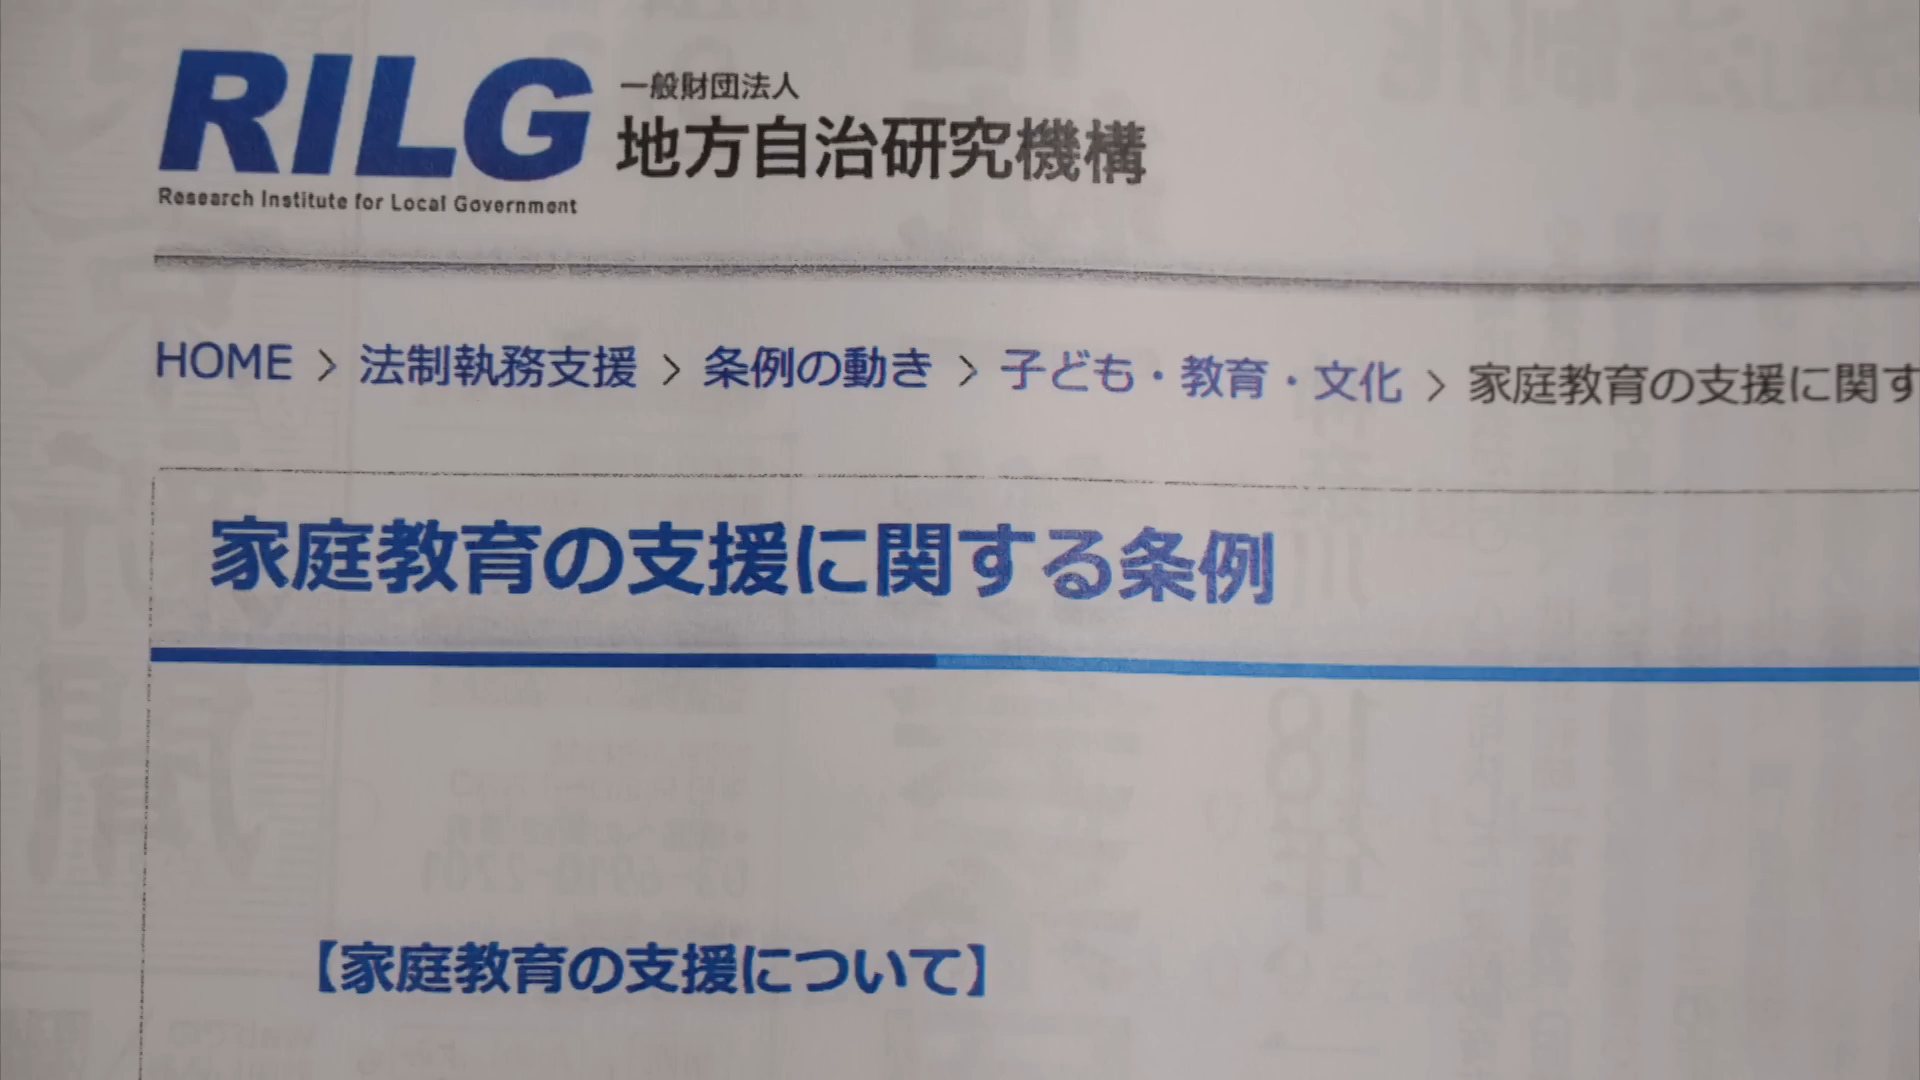 RILG
一般財団法人
地方自治研究機構
Research Institute for Local Government
HOME > 法制執務支援 > 条例の動き > 子ども・教育・文化 > 家庭教育の支援に関す
家庭教育の支援に関する条例
【家庭教育の支援について】